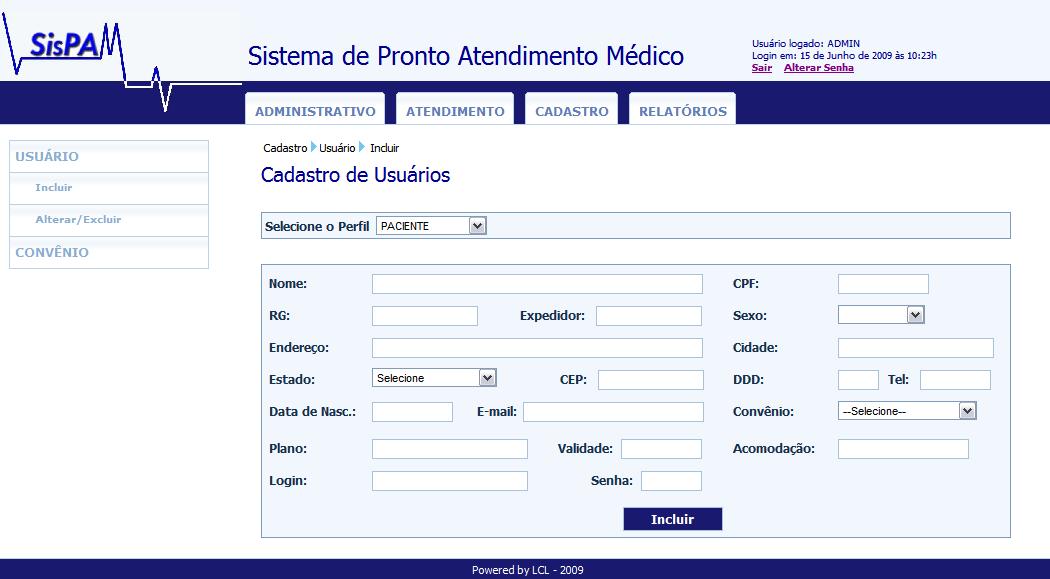 SisPA
Sistema de Pronto Atendimento Médico
Usuário logado: ADMIN
Login em: 15 de Junho de 2009 às 10:23h
Sair Alterar Senha
ADMINISTRATIVO ATENDIMENTO CADASTRO RELATÓRIOS
USUÁRIO
Incluir
Alterar/Excluir
CONVÊNIO
Cadastro Usuário Incluir
Cadastro de Usuários
Selecione o Perfil PACIENTE
Nome: CPF:
RG: Expedidor: Sexo:
Endereço: Cidade:
Estado: Selecione CEP: DDD: Tel:
Data de Nasc.: E-mail: Convênio: --Selecione--
Plano: Validade: Acomodação:
Login: Senha:
Incluir
Powered by LCL - 2009